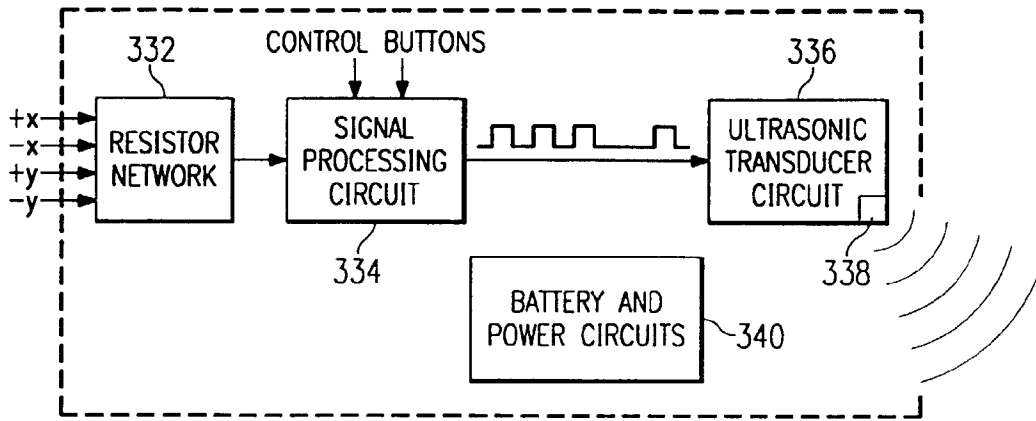 332
CONTROL BUTTONS
336
+x
-x
+y
-y
RESISTOR
NETWORK
SIGNAL
PROCESSING
CIRCUIT
ULTRASONIC
TRANSDUCER
CIRCUIT
334
338
BATTERY AND
POWER CIRCUITS
340